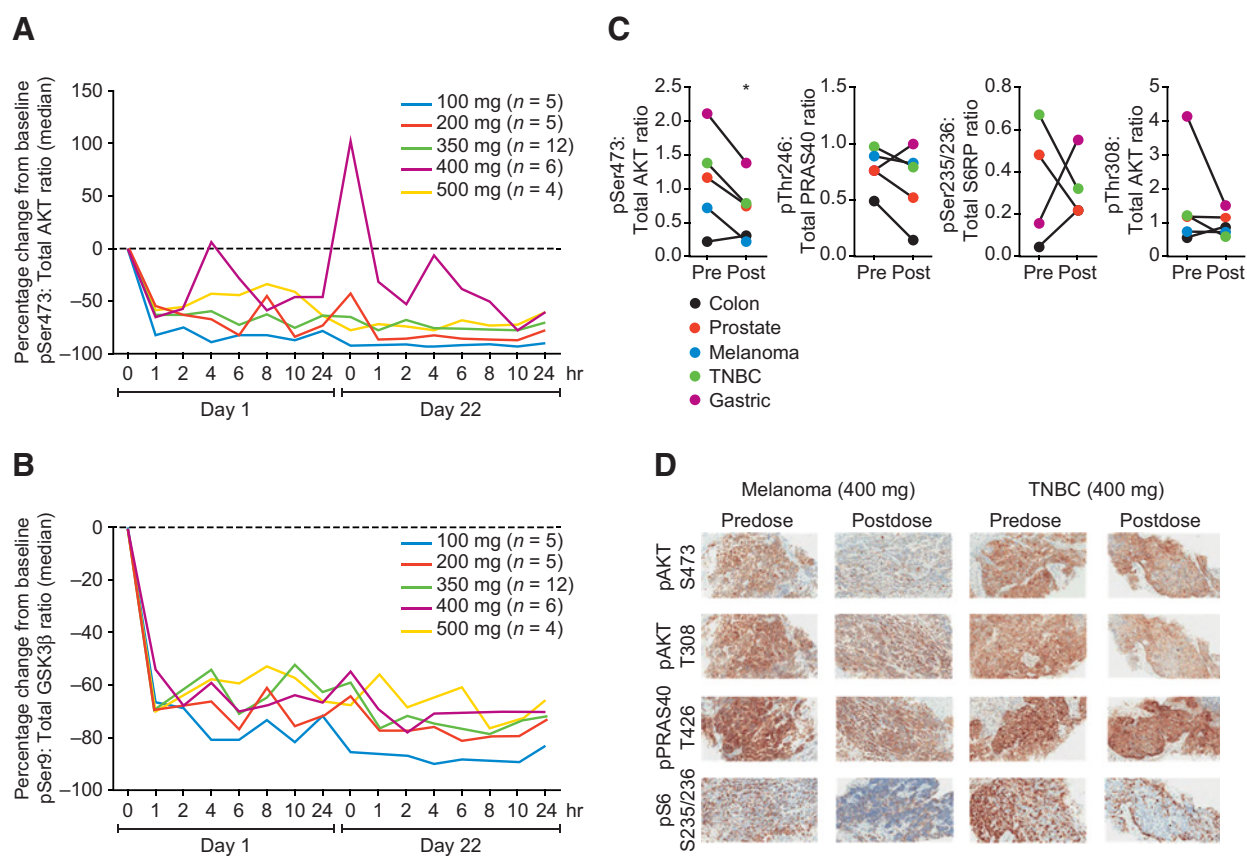 A
Percentage change from baseline
pSer473: Total AKT ratio (median)
150
100
50
0
–50
–100
100 mg (n = 5)
200 mg (n = 5)
350 mg (n = 12)
400 mg (n = 6)
500 mg (n = 4)
0 1 2 4 6 8 10 24 0 1 2 4 6 8 10 24 hr
Day 1 Day 22
B
Percentage change from baseline
pSer9: Total GSK3β ratio (median)
0
–20
–40
–60
–80
–100
100 mg (n = 5)
200 mg (n = 5)
350 mg (n = 12)
400 mg (n = 6)
500 mg (n = 4)
0 1 2 4 6 8 10 24 0 1 2 4 6 8 10 24 hr
Day 1 Day 22
C
pSer473:
Total AKT ratio
2.5
2.0
1.5
1.0
0.5
0.0
*
Pre Post
pThr246:
Total PRAS40 ratio
1.5
1.0
0.5
0.0
Pre Post
pSer235/236:
Total S6RP ratio
0.8
0.6
0.4
0.2
0
Pre Post
pThr308:
Total AKT ratio
5
4
3
2
1
0
Pre Post
Colon
Prostate
Melanoma
TNBC
Gastric
D
Melanoma (400 mg) TNBC (400 mg)
Predose Postdose Predose Postdose
pAKT
S473
pAKT
T308
pPRAS40
T426
pS6
S235/236